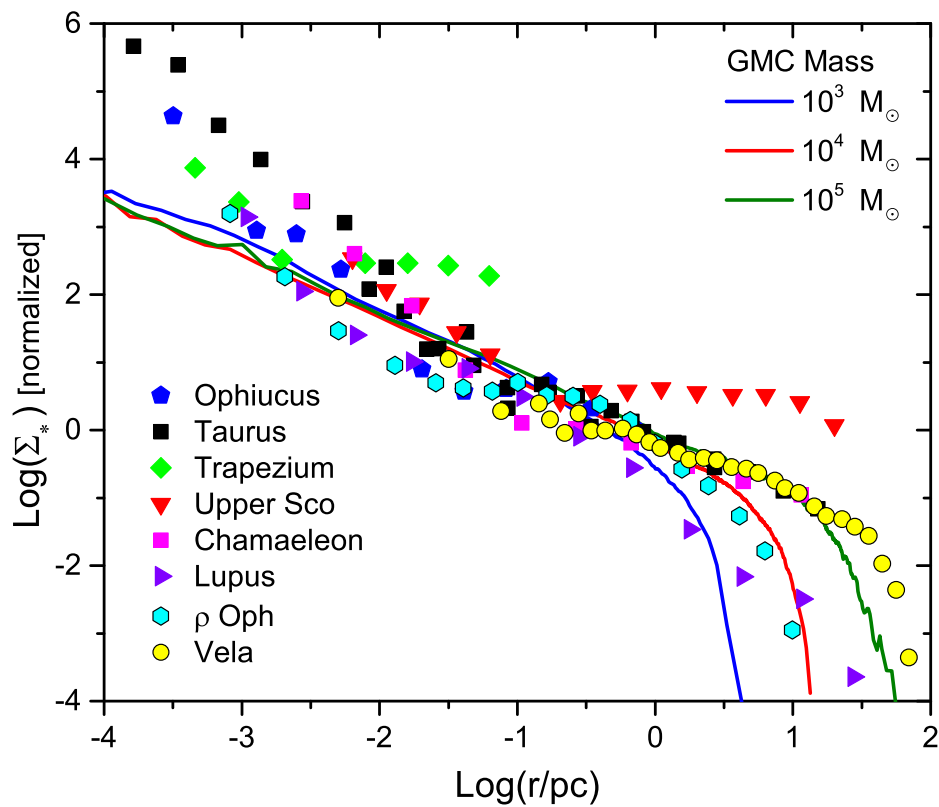 6
4
2
0
-2
-4
-4
-3
-2
-1
0
1
2
Log(Σ*) [normalized]
Log(r/pc)
GMC Mass
10³ M☉
10⁴ M☉
10⁵ M☉
Ophiucus
Taurus
Trapezium
Upper Sco
Chamaeleon
Lupus
ρ Oph
Vela